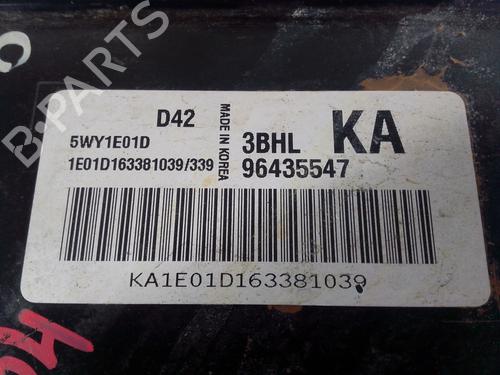 B-PARTS
D42
5WY1E01D
1E01D163381039/339
MADE IN KOREA
3BHL KA
96435547
KA1E01D163381039